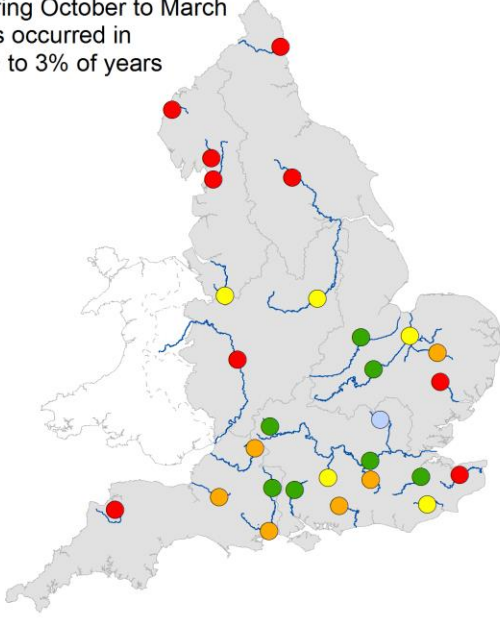 ring October to March
s occurred in
to 3% of years